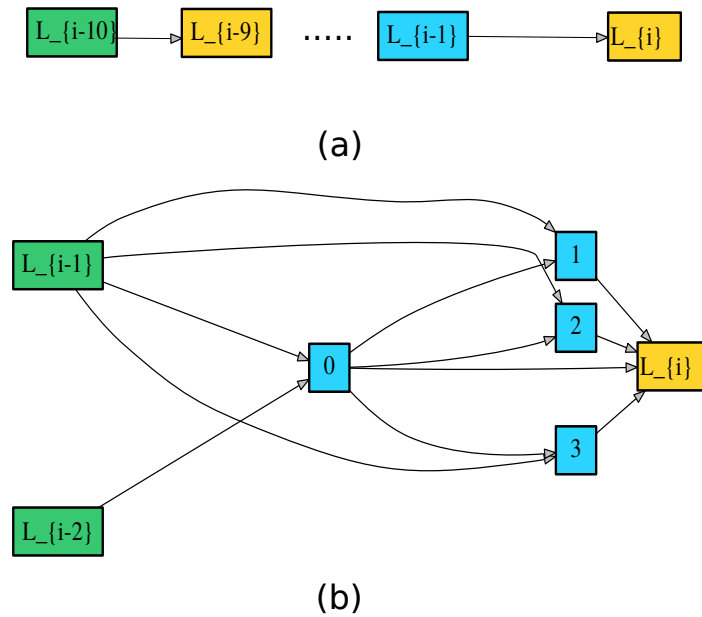 L_{i-10} L_{i-9} ..... L_{i-1} L_{i}
(a)
L_{i-1}
1
2
0
L_{i}
3
L_{i-2}
(b)